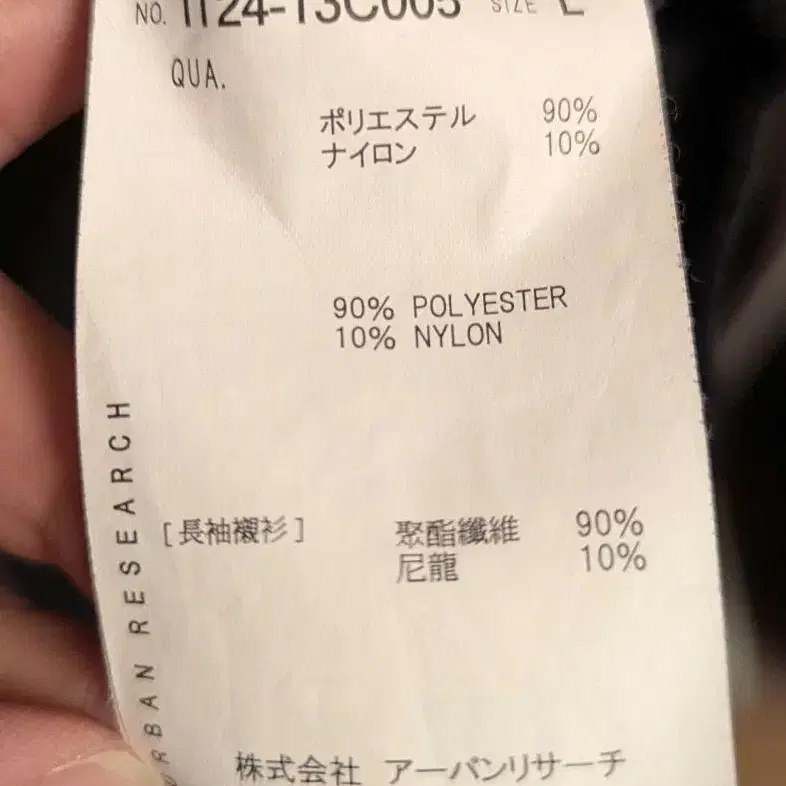 NO. IT24-13C005 SIZE L
QUA.
ポリエステル 90%
ナイロン 10%
90% POLYESTER
10% NYLON
URBAN RESEARCH
[長袖襯衫] 聚酯纖維 90%
尼龍 10%
株式会社 アーバンリサーチ